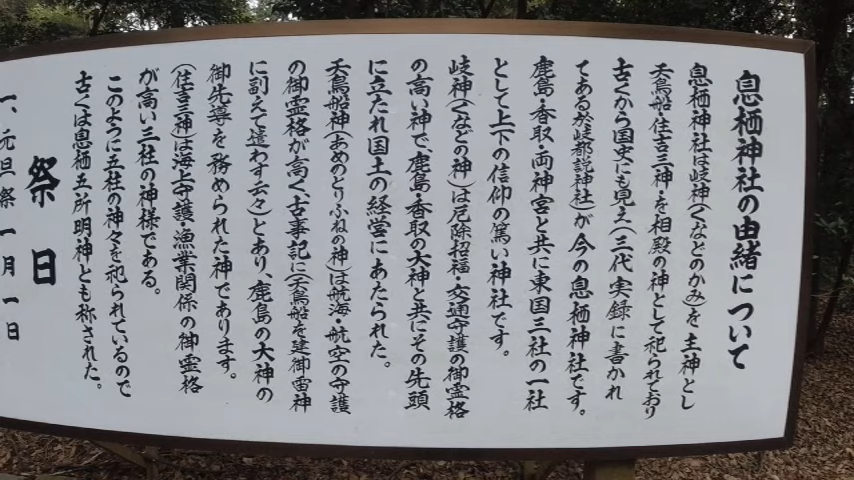 息栖神社の由緒について
息栖神社は岐神(くなどのかみ)を主神とし
天鳥船・住吉三神・を相殿の神として祀られており
古くから国史にも見え(三代実録に書かれ
てある於岐都説神社)が今の息栖神社です。
鹿島・香取・両神宮と共に東国三社の一社
として上下の信仰の篤い神社です。
岐神(くなどの神)は厄除招福・交通守護の御霊格
の高い神で、鹿島・香取の大神と共にその先頭
に立たれ国土の経営にあたられた。
天鳥船神(あめのとりふねの神)は航海・航空の守護
の御霊格が高く、古事記に(天鳥船を建御雷神
に副えて遣わす云々)とあり、鹿島の大神の
御先導を務められた神であります。
(住吉三神)は海上守護・漁業関係の御霊格
が高い三柱の神様である。
このように五柱の神々を祀られているので
古くは息栖五所明神とも称された。
祭日
一、元旦祭 一月一日